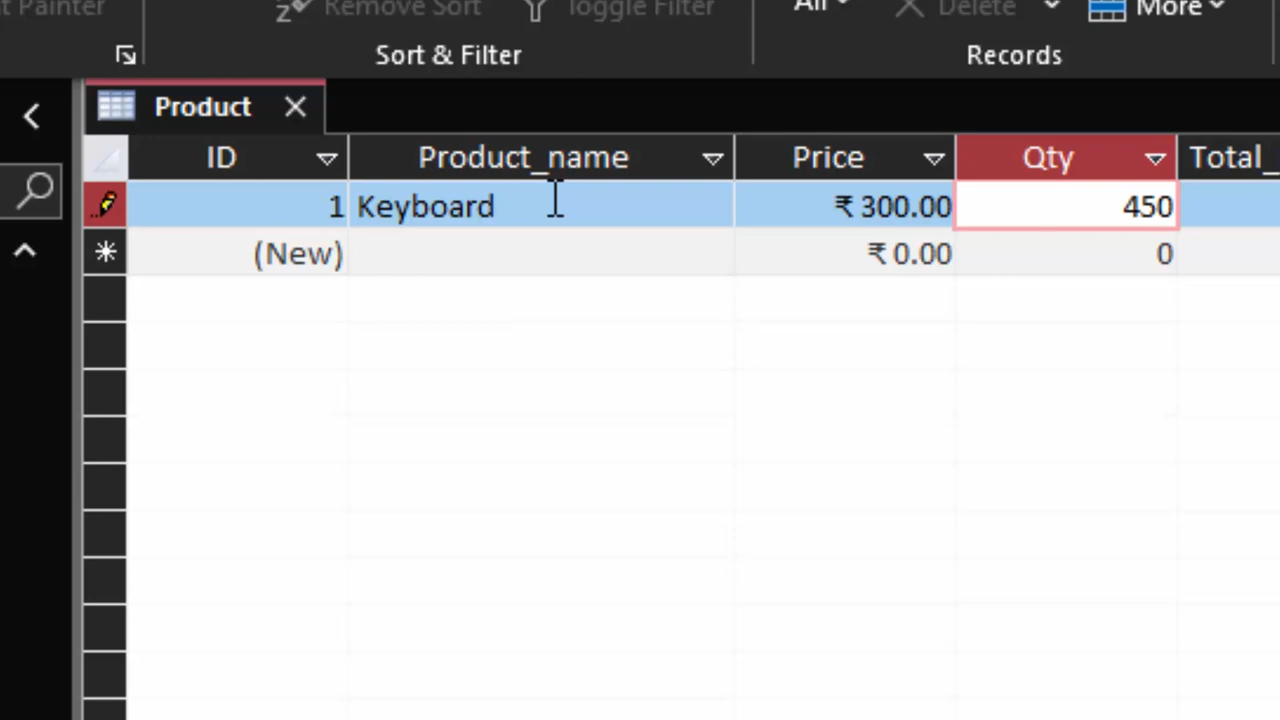 t Painter Remove Sort Toggle Filter All Delete More
Sort & Filter Records
Product
ID Product_name Price Qty Total_
1 Keyboard ₹ 300.00 450
(New) ₹ 0.00 0